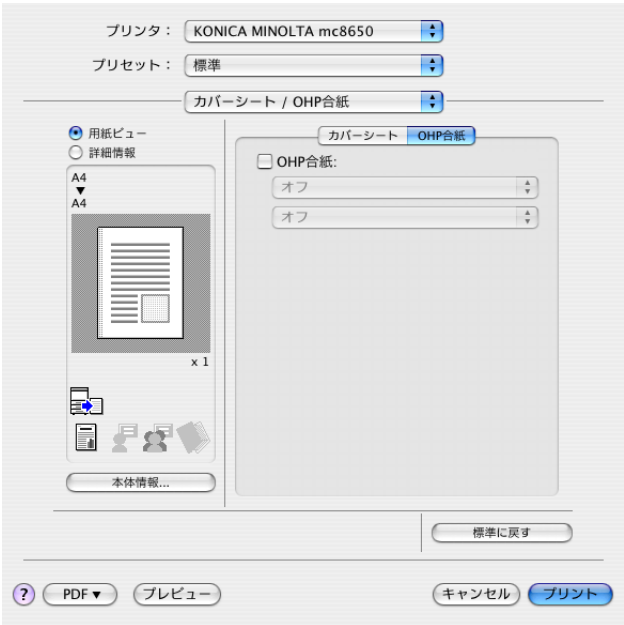 プリンタ： KONICA MINOLTA mc8650
プリセット： 標準
カバーシート / OHP合紙
用紙ビュー
詳細情報
A4
A4
x 1
本体情報...
カバーシート OHP合紙
OHP合紙:
オフ
オフ
標準に戻す
? PDF▼ プレビュー キャンセル プリント